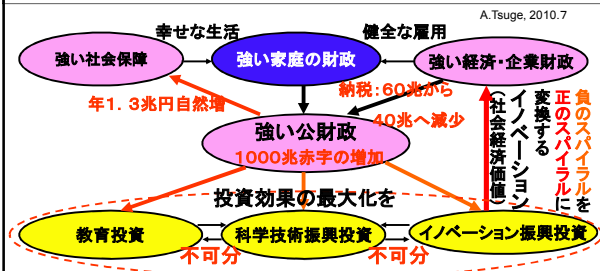 A.Tsuge, 2010.7
幸せな生活
健全な雇用
強い社会保障
強い家庭の財政
強い経済・企業財政
年1.3兆円自然増
納税:60兆から
40兆へ減少
強い公財政
1000兆赤字の増加
負のスパイラルを
正のスパイラルに
変換する
イノベーション
(社会経済価値)
投資効果の最大化を
教育投資
科学技術振興投資
イノベーション振興投資
不可分
不可分